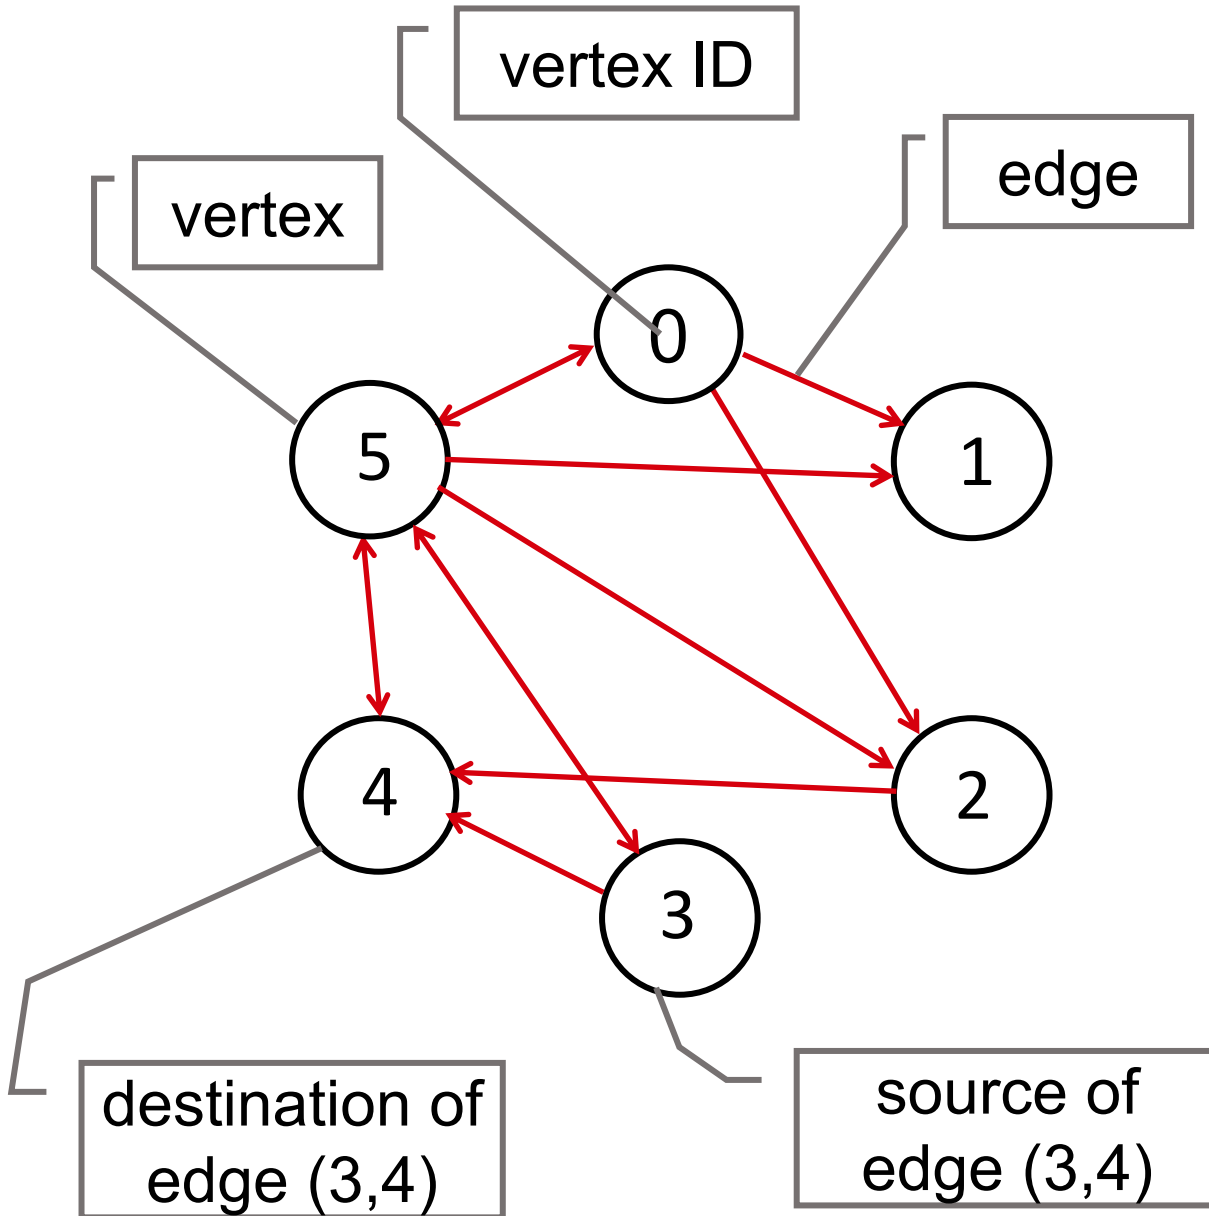 vertex ID
edge
vertex
0
5
1
4
2
3
destination of
edge (3,4)
source of
edge (3,4)